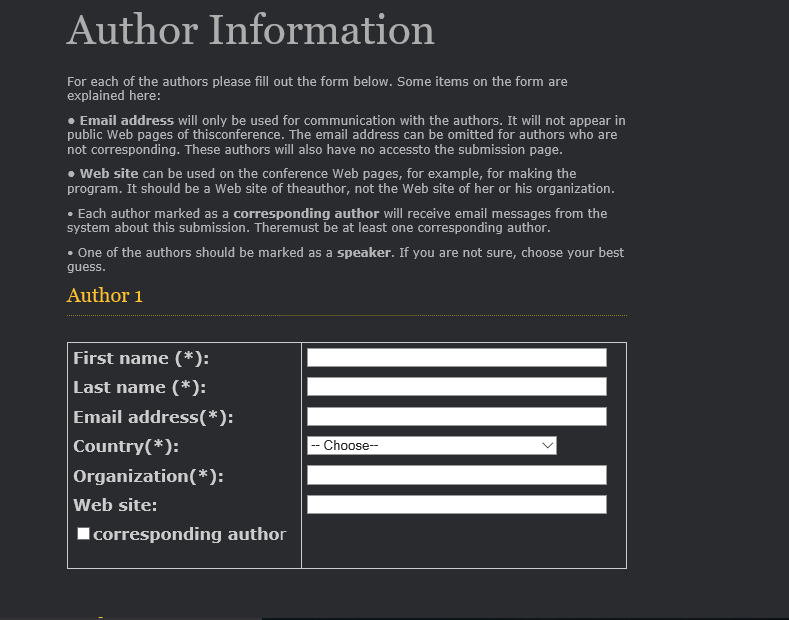 Author Information
For each of the authors please fill out the form below. Some items on the form are
explained here:
● Email address will only be used for communication with the authors. It will not appear in
public Web pages of thisconference. The email address can be omitted for authors who are
not corresponding. These authors will also have no accessto the submission page.
● Web site can be used on the conference Web pages, for example, for making the
program. It should be a Web site of theauthor, not the Web site of her or his organization.
• Each author marked as a corresponding author will receive email messages from the
system about this submission. Theremust be at least one corresponding author.
• One of the authors should be marked as a speaker. If you are not sure, choose your best
guess.
Author 1
First name (*):
Last name (*):
Email address(*):
Country(*): -- Choose--
Organization(*):
Web site:
corresponding author